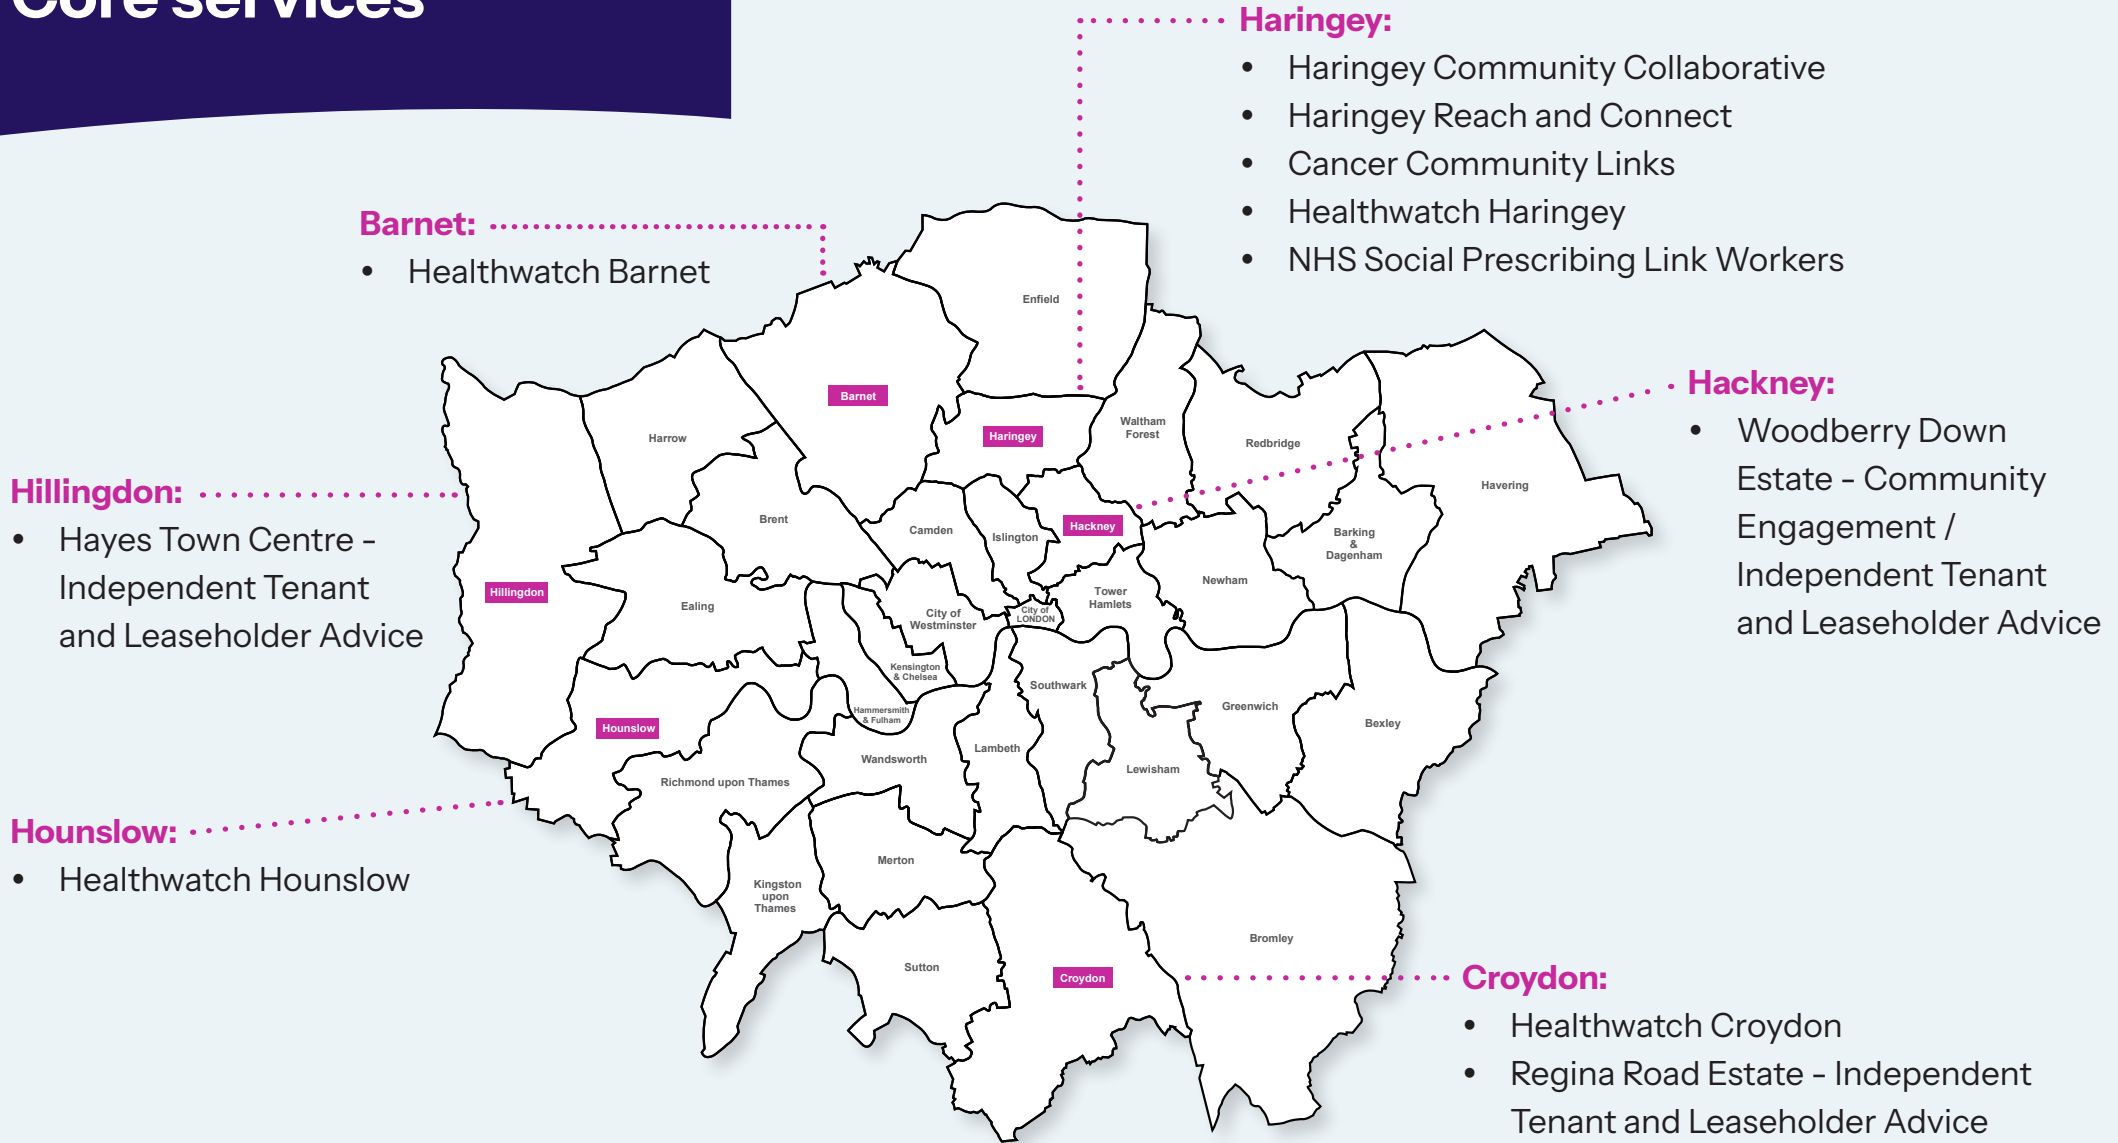 Core services
Haringey:
• Haringey Community Collaborative
• Haringey Reach and Connect
• Cancer Community Links
• Healthwatch Haringey
• NHS Social Prescribing Link Workers
Barnet:
• Healthwatch Barnet
Hackney:
• Woodberry Down
Estate - Community
Engagement /
Independent Tenant
and Leaseholder Advice
Hillingdon:
• Hayes Town Centre -
Independent Tenant
and Leaseholder Advice
Hounslow:
• Healthwatch Hounslow
Croydon:
• Healthwatch Croydon
• Regina Road Estate - Independent
Tenant and Leaseholder Advice
Enfield
Barnet
Harrow
Haringey
Waltham
Forest
Redbridge
Havering
Brent
Camden
Islington
Hackney
Barking
&
Dagenham
Hillingdon
Ealing
City of
Westminster
City of
LONDON
Tower
Hamlets
Newham
Kensington
& Chelsea
Southwark
Greenwich
Bexley
Hounslow
Hammersmith
& Fulham
Wandsworth
Lambeth
Lewisham
Richmond upon Thames
Merton
Kingston
upon
Thames
Sutton
Croydon
Bromley